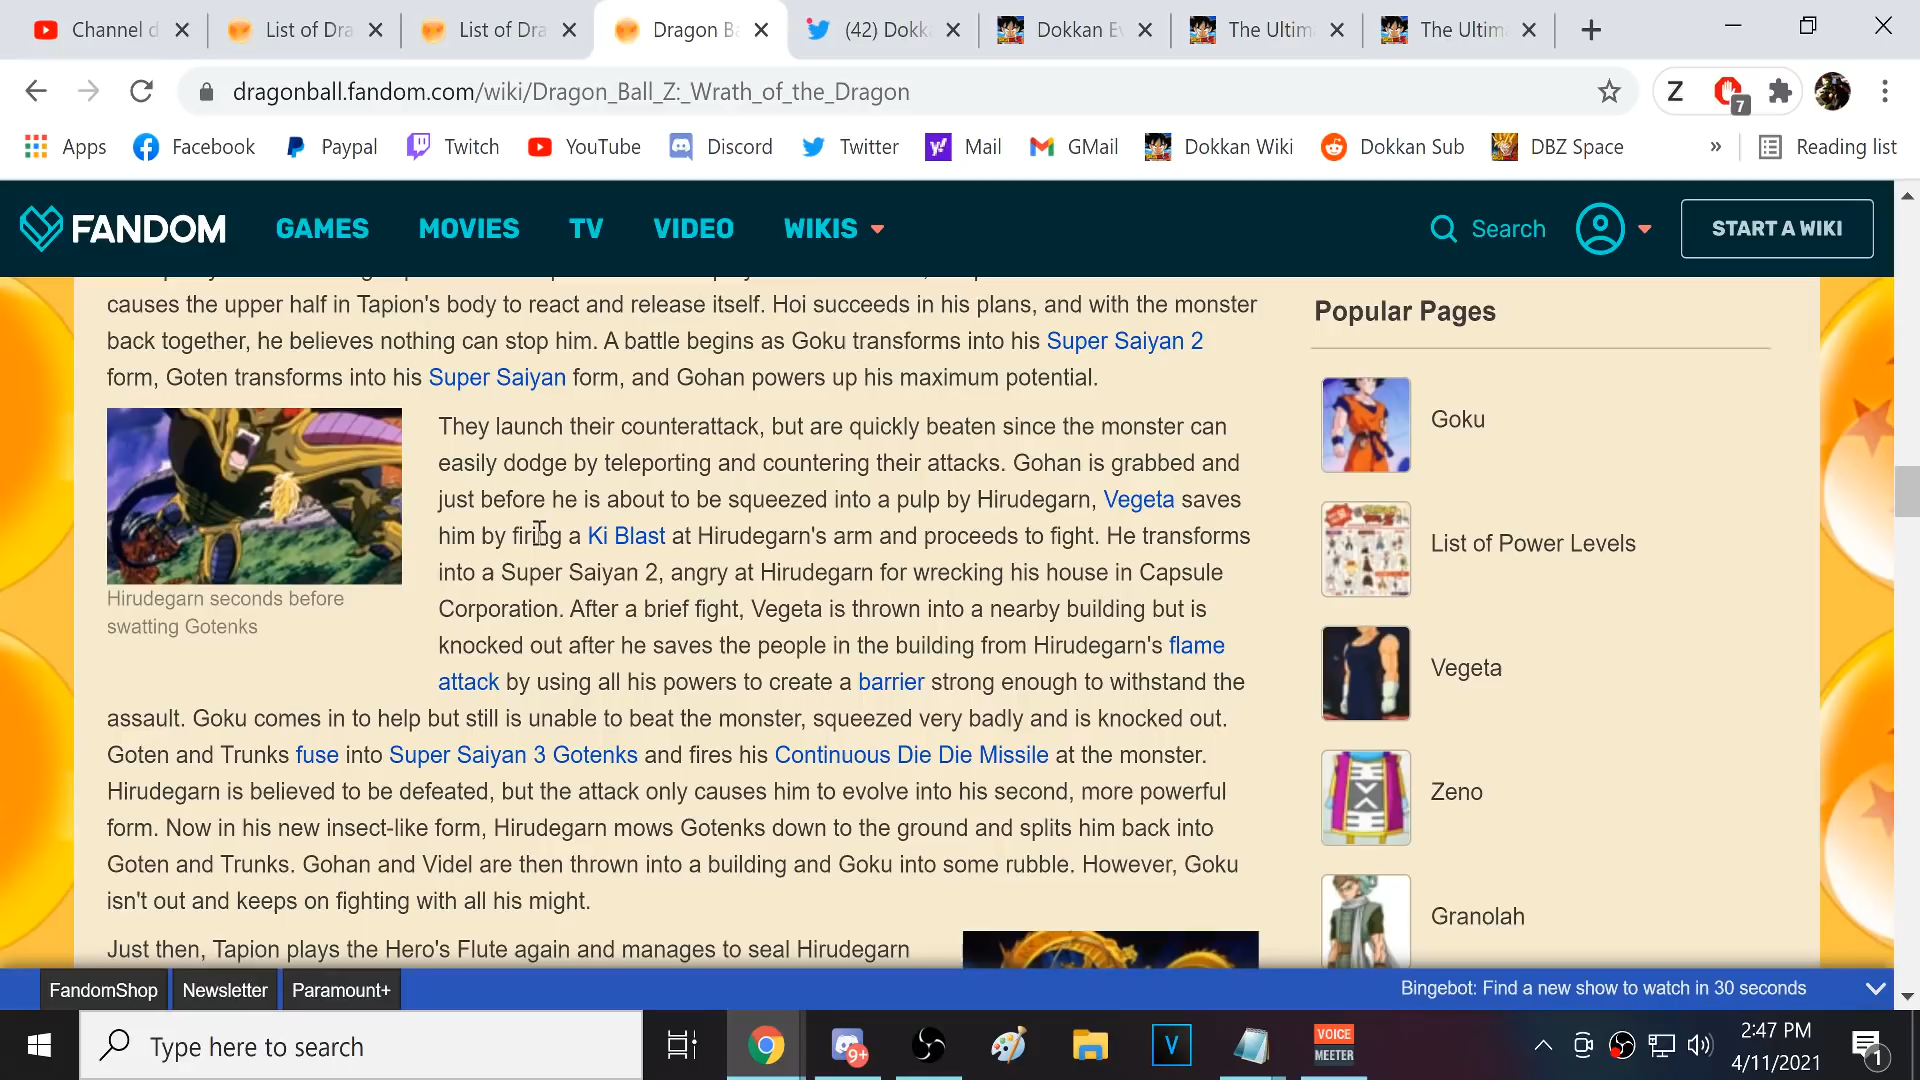 Channel d
List of Dra
List of Dra
Dragon Ba
(42) Dokka
Dokkan Ev
The Ultim
The Ultim
dragonball.fandom.com/wiki/Dragon_Ball_Z:_Wrath_of_the_Dragon
Z
7
Apps
Facebook
Paypal
Twitch
YouTube
Discord
Twitter
Mail
GMail
Dokkan Wiki
Dokkan Sub
DBZ Space
»
Reading list
FANDOM
GAMES
MOVIES
TV
VIDEO
WIKIS
Search
START A WIKI
causes the upper half in Tapion's body to react and release itself. Hoi succeeds in his plans, and with the monster
back together, he believes nothing can stop him. A battle begins as Goku transforms into his Super Saiyan 2
form, Goten transforms into his Super Saiyan form, and Gohan powers up his maximum potential.
They launch their counterattack, but are quickly beaten since the monster can
easily dodge by teleporting and countering their attacks. Gohan is grabbed and
just before he is about to be squeezed into a pulp by Hirudegarn, Vegeta saves
him by firing a Ki Blast at Hirudegarn's arm and proceeds to fight. He transforms
into a Super Saiyan 2, angry at Hirudegarn for wrecking his house in Capsule
Corporation. After a brief fight, Vegeta is thrown into a nearby building but is
knocked out after he saves the people in the building from Hirudegarn's flame
attack by using all his powers to create a barrier strong enough to withstand the
Hirudegarn seconds before
swatting Gotenks
assault. Goku comes in to help but still is unable to beat the monster, squeezed very badly and is knocked out.
Goten and Trunks fuse into Super Saiyan 3 Gotenks and fires his Continuous Die Die Missile at the monster.
Hirudegarn is believed to be defeated, but the attack only causes him to evolve into his second, more powerful
form. Now in his new insect-like form, Hirudegarn mows Gotenks down to the ground and splits him back into
Goten and Trunks. Gohan and Videl are then thrown into a building and Goku into some rubble. However, Goku
isn't out and keeps on fighting with all his might.
Just then, Tapion plays the Hero's Flute again and manages to seal Hirudegarn
Popular Pages
Goku
List of Power Levels
Vegeta
Zeno
Granolah
FandomShop
Newsletter
Paramount+
Bingebot: Find a new show to watch in 30 seconds
Type here to search
9+
V
VOICE
MEETER
2:47 PM
4/11/2021
1